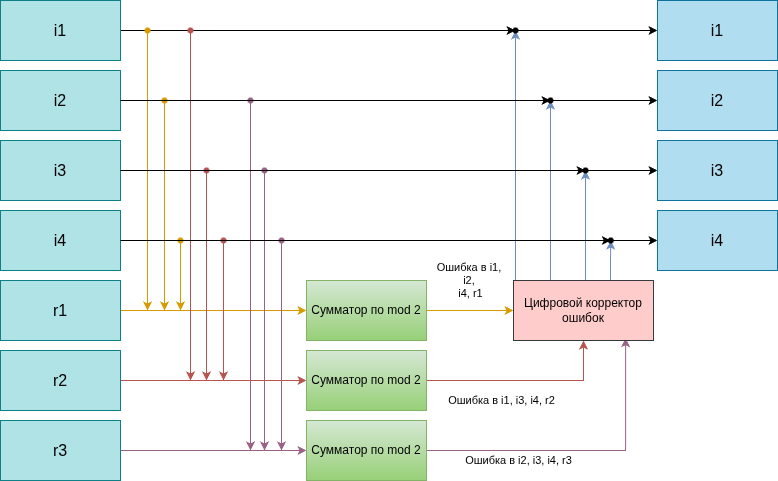 i1
i1
i2
i2
i3
i3
i4
i4
Ошибка в i1,
i2,
i4, r1
r1
Сумматор по mod 2
Цифровой корректор
ошибок
r2
Сумматор по mod 2
Ошибка в i1, i3, i4, r2
r3
Сумматор по mod 2
Ошибка в i2, i3, i4, r3